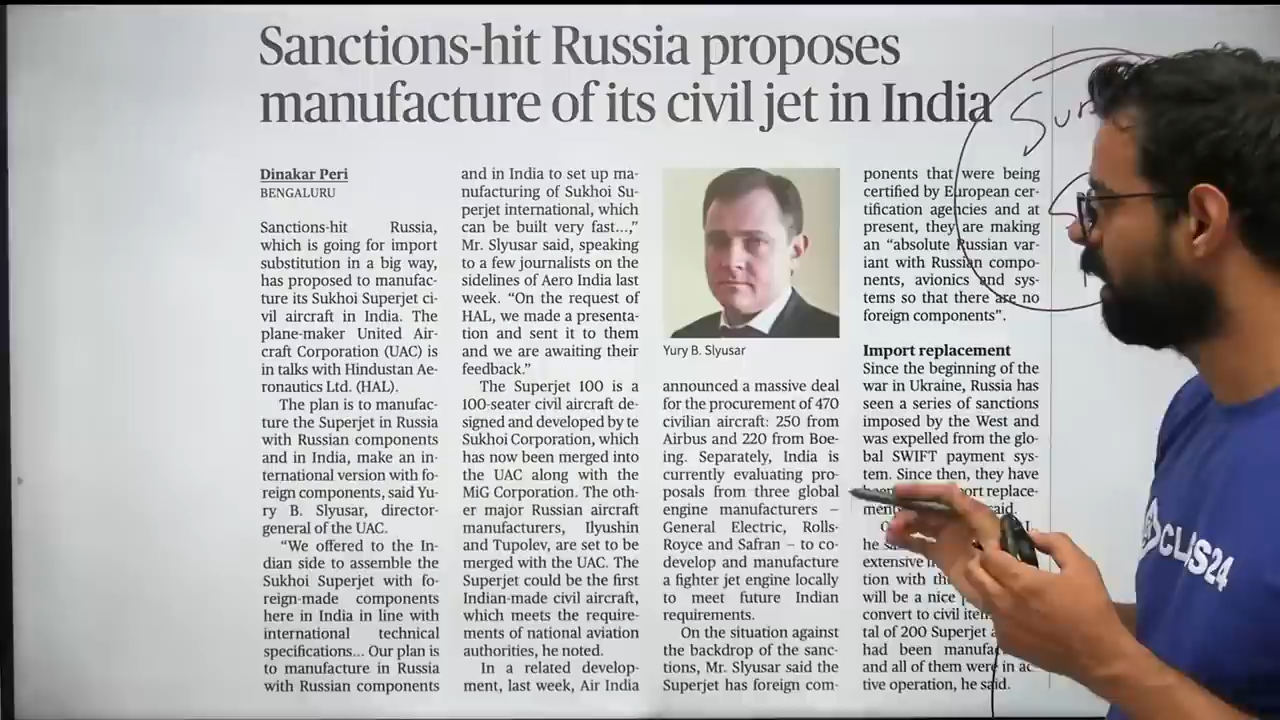 Sanctions-hit Russia proposes
manufacture of its civil jet in India
Dinakar Peri
BENGALURU
Sanctions-hit Russia,
which is going for import
substitution in a big way,
has proposed to manufac-
ture its Sukhoi Superjet ci-
vil aircraft in India. The
plane-maker United Air-
craft Corporation (UAC) is
in talks with Hindustan Ae-
ronautics Ltd. (HAL).
The plan is to manufac-
ture the Superjet in Russia
with Russian components
and in India, make an in-
ternational version with fo-
reign components, said Yu-
ry B. Slyusar, director-
general of the UAC.
“We offered to the In-
dian side to assemble the
Sukhoi Superjet with fo-
reign-made components
here in India in line with
international technical
specifications... Our plan is
to manufacture in Russia
with Russian components
and in India to set up ma-
nufacturing of Sukhoi Su-
perjet international, which
can be built very fast...,”
Mr. Slyusar said, speaking
to a few journalists on the
sidelines of Aero India last
week. “On the request of
HAL, we made a presenta-
tion and sent it to them
and we are awaiting their
feedback.”
The Superjet 100 is a
100-seater civil aircraft de-
signed and developed by te
Sukhoi Corporation, which
has now been merged into
the UAC along with the
MiG Corporation. The oth-
er major Russian aircraft
manufacturers, Ilyushin
and Tupolev, are set to be
merged with the UAC. The
Superjet could be the first
Indian-made civil aircraft,
which meets the require-
ments of national aviation
authorities, he noted.
In a related develop-
ment, last week, Air India
Yury B. Slyusar
announced a massive deal
for the procurement of 470
civilian aircraft: 250 from
Airbus and 220 from Boe-
ing. Separately, India is
currently evaluating pro-
posals from three global
engine manufacturers –
General Electric, Rolls-
Royce and Safran – to co-
develop and manufacture
a fighter jet engine locally
to meet future Indian
requirements.
On the situation against
the backdrop of the sanc-
tions, Mr. Slyusar said the
Superjet has foreign com-
ponents that were being
certified by European cer-
tification agencies and at
present, they are making
an “absolute Russian var-
iant with Russian compo-
nents, avionics and sys-
tems so that there are no
foreign components”.
Import replacement
Since the beginning of the
war in Ukraine, Russia has
seen a series of sanctions
imposed by the West and
was expelled from the glo-
bal SWIFT payment sys-
tem. Since then, they have
replace-
said.
he
extensive
tion with
will be a nice
convert to civil
tal of 200 Superjet
had been
and all of them were in ac-
tive operation, he said.
CLASS24